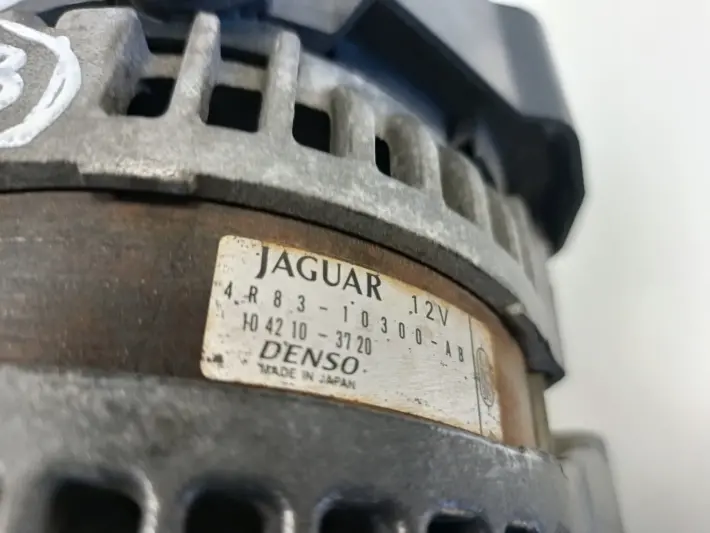 JAGUAR 12V
4R83-10300-AB
104210-3720
DENSO
MADE IN JAPAN